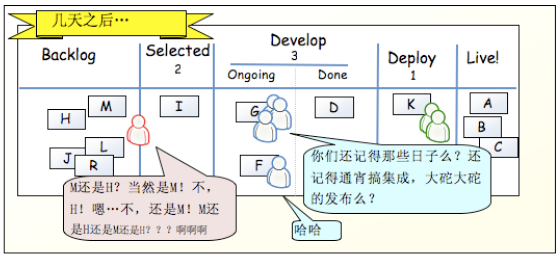 几天之后…
Backlog
Selected
2
Develop
3
Ongoing
Done
Deploy
1
Live!
H
M
J
L
R
I
G
F
D
K
A
B
C
M还是H？当然是M！不，
H！嗯…不，还是M！M还
是H还是M还是H？？？啊啊啊
你们还记得那些日子么？还
记得通宵搞集成，大砣大砣
的发布么？
哈哈